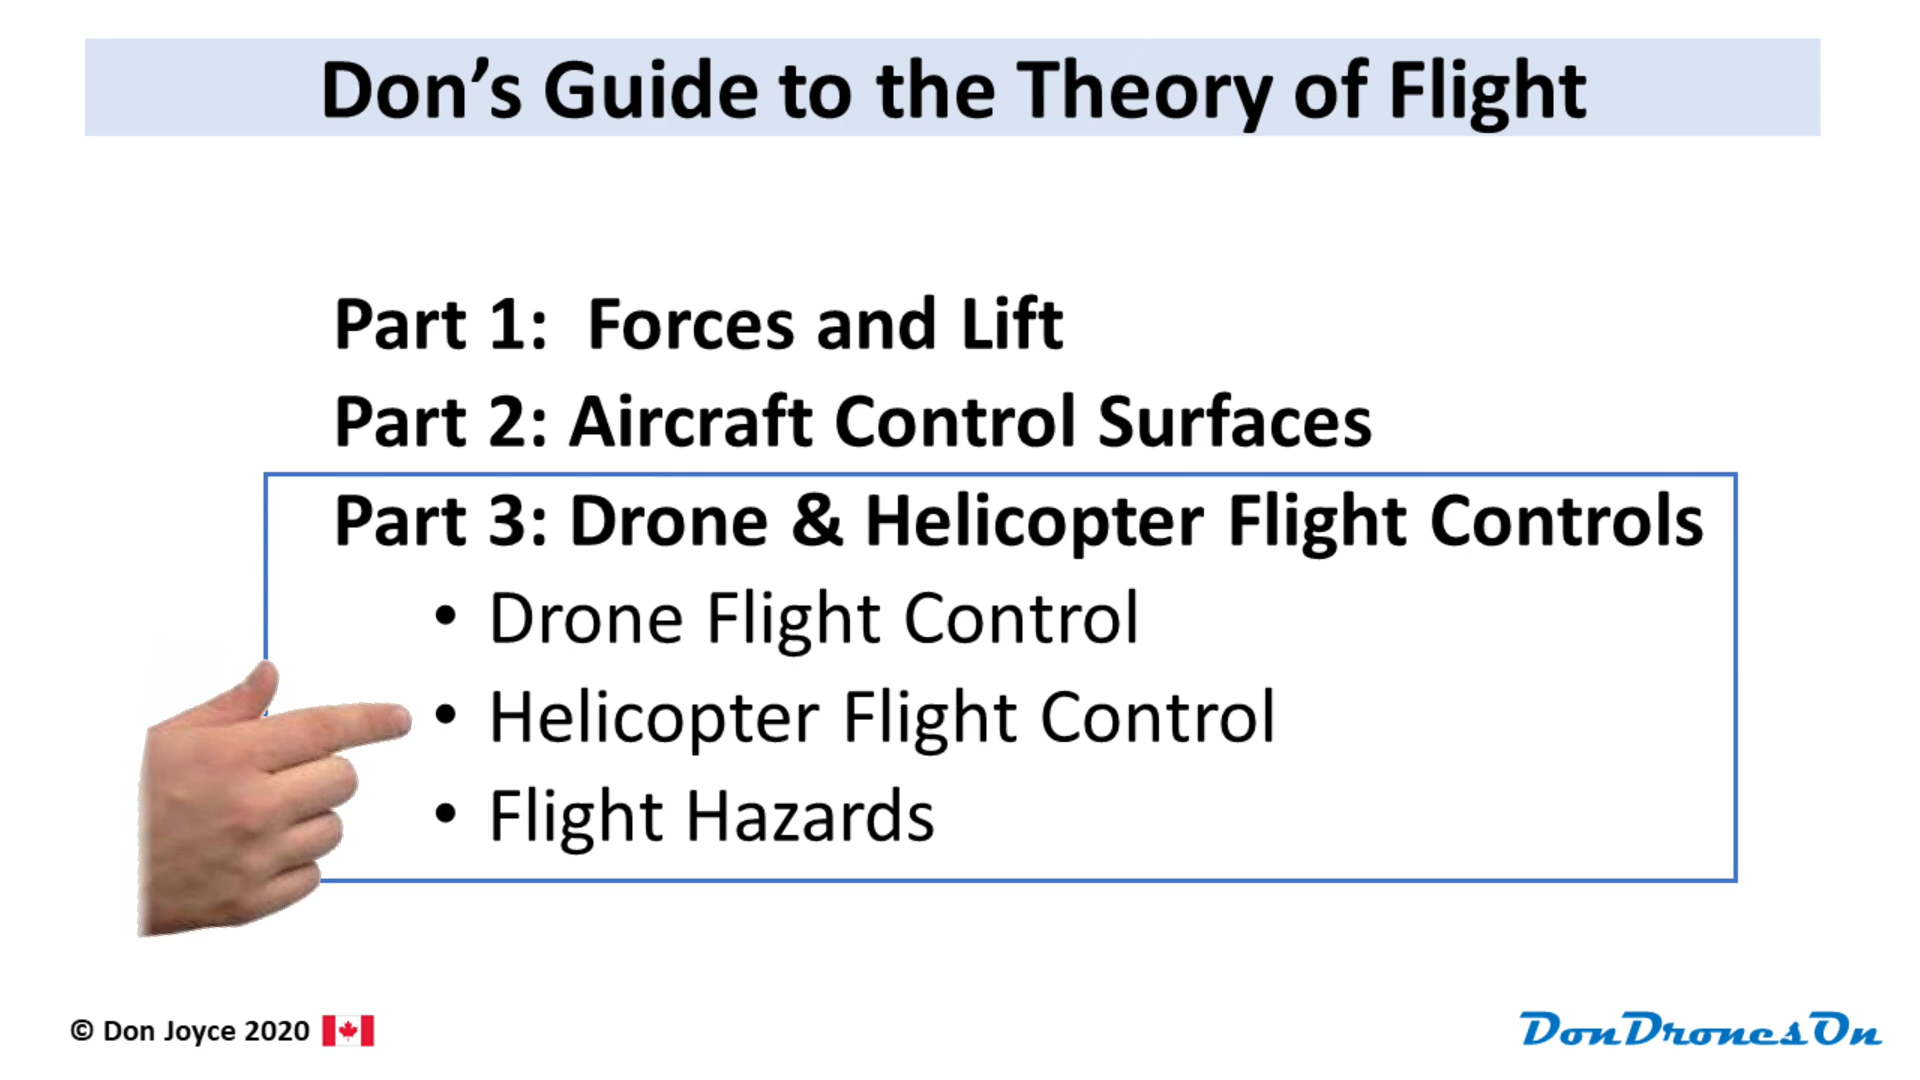 Don’s Guide to the Theory of Flight
Part 1: Forces and Lift
Part 2: Aircraft Control Surfaces
Part 3: Drone & Helicopter Flight Controls
• Drone Flight Control
• Helicopter Flight Control
• Flight Hazards
© Don Joyce 2020
DonDronesOn